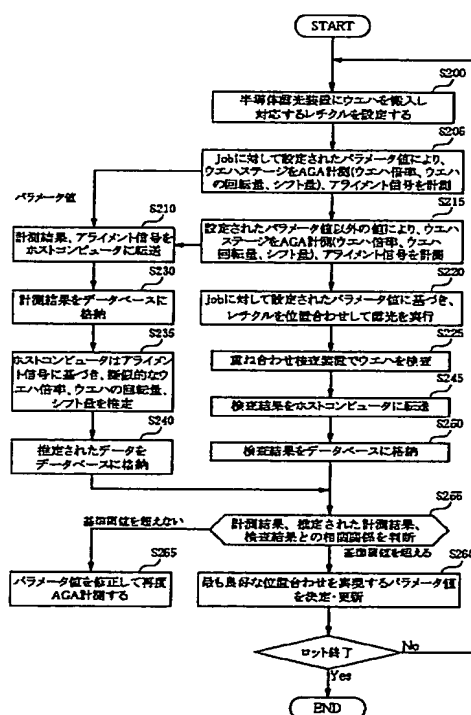 START
S200
半導体露光装置にウエハを搬入し
対応するレチクルを設定する
S205
Jobに対して設定されたパラメータ値により、
ウエハステージをAGA計測(ウエハ倍率、ウエハ
の回転量、シフト量)、アライメント信号を計測
パラメータ値
S210
計測結果、アライメント信号を
ホストコンピュータに転送
S215
設定されたパラメータ値以外の値により、ウエハ
ステージをAGA計測(ウエハ倍率、ウエハ
回転量、シフト量)、アライメント信号を計測
S230
計測結果をデータベースに
格納
S220
Jobに対して設定されたパラメータ値に基づき、
レチクルを位置合わせして露光を実行
S235
ホストコンピュータはアライメ
ント信号に基づき、擬似的なウ
エハ倍率、ウエハの回転量、
シフト量を推定
S225
重ね合わせ検査装置でウエハを検査
S245
検査結果をホストコンピュータに転送
S240
推定されたデータを
データベースに格納
S250
検査結果をデータベースに格納
S255
計測結果、推定された計測結果、
検査結果との相関関係を判断
基準閾値を超えない
基準閾値を超える
S265
パラメータ値を修正して再度
AGA計測する
S260
最も良好な位置合わせを実現するパラメータ値
を決定・更新
ロット終了
No
Yes
END